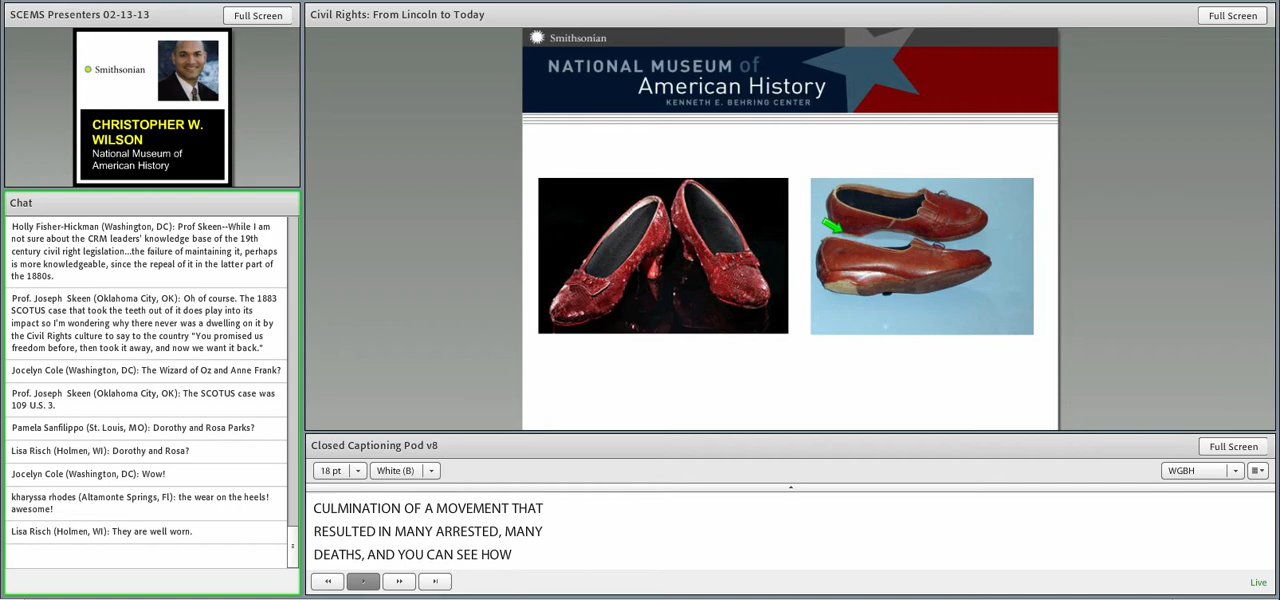 SCEMS Presenters 02-13-13
Full Screen
Smithsonian
CHRISTOPHER W.
WILSON
National Museum of
American History
Chat
Holly Fisher-Hickman (Washington, DC): Prof Skeen--While I am
not sure about the CRM leaders' knowledge base of the 19th
century civil right legislation...the failure of maintaining it, perhaps
is more knowledgeable, since the repeal of it in the latter part of
the 1880s.
Prof. Joseph Skeen (Oklahoma City, OK): Oh of course. The 1883
SCOTUS case that took the teeth out of it does play into its
impact so I'm wondering why there never was a dwelling on it by
the Civil Rights culture to say to the country "You promised us
freedom before, then took it away, and now we want it back."
Jocelyn Cole (Washington, DC): The Wizard of Oz and Anne Frank?
Prof. Joseph Skeen (Oklahoma City, OK): The SCOTUS case was
109 U.S. 3.
Pamela Sanfilippo (St. Louis, MO): Dorothy and Rosa Parks?
Lisa Risch (Holmen, WI): Dorothy and Rosa?
Jocelyn Cole (Washington, DC): Wow!
kharyssa rhodes (Altamonte Springs, Fl): the wear on the heels!
awesome!
Lisa Risch (Holmen, WI): They are well worn.
Civil Rights: From Lincoln to Today
Full Screen
Smithsonian
NATIONAL MUSEUM of
American History
KENNETH E. BEHRING CENTER
Closed Captioning Pod v8
Full Screen
18 pt
White (B)
WGBH
CULMINATION OF A MOVEMENT THAT
RESULTED IN MANY ARRESTED, MANY
DEATHS, AND YOU CAN SEE HOW
Live